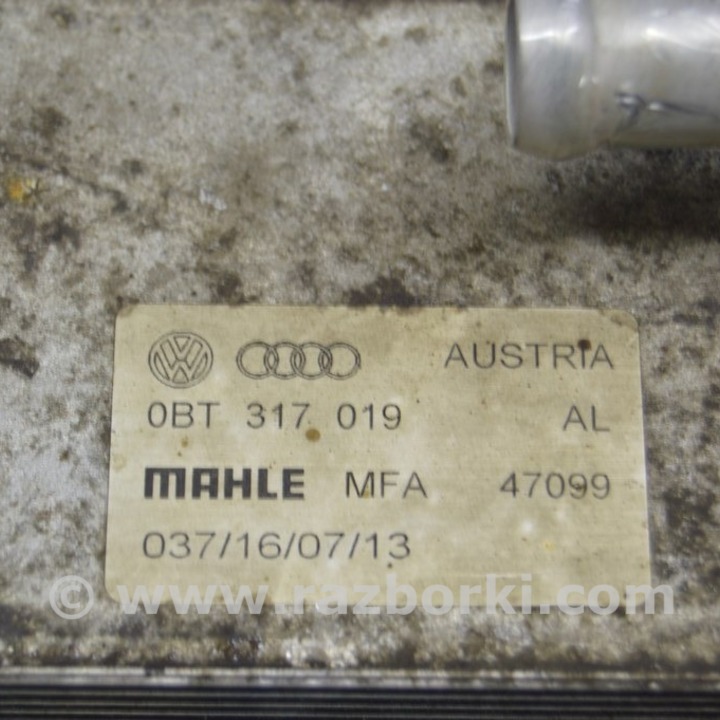 AUSTRIA
0BT 317 019 AL
MAHLE MFA 47099
037/16/07/13
© www.razborki.com